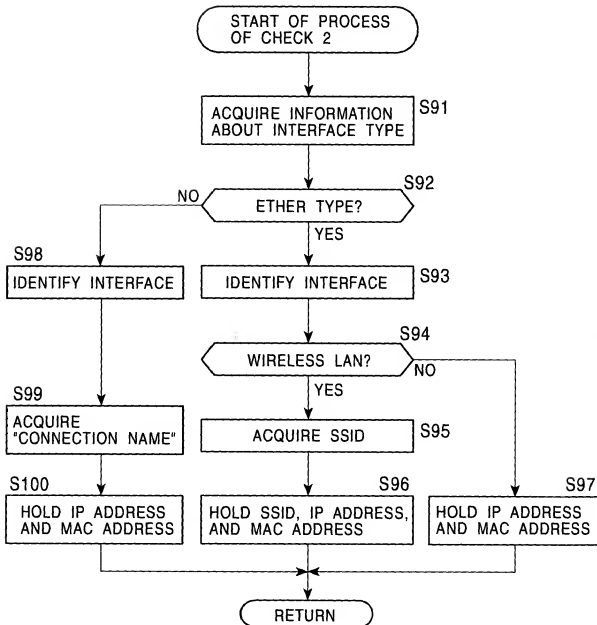 START OF PROCESS
OF CHECK 2
ACQUIRE INFORMATION
ABOUT INTERFACE TYPE
S91
S92
ETHER TYPE?
NO
YES
S98
IDENTIFY INTERFACE
IDENTIFY INTERFACE
S93
S94
WIRELESS LAN?
NO
YES
S99
ACQUIRE
"CONNECTION NAME"
ACQUIRE SSID
S95
S100
HOLD IP ADDRESS
AND MAC ADDRESS
S96
HOLD SSID, IP ADDRESS,
AND MAC ADDRESS
S97
HOLD IP ADDRESS
AND MAC ADDRESS
RETURN